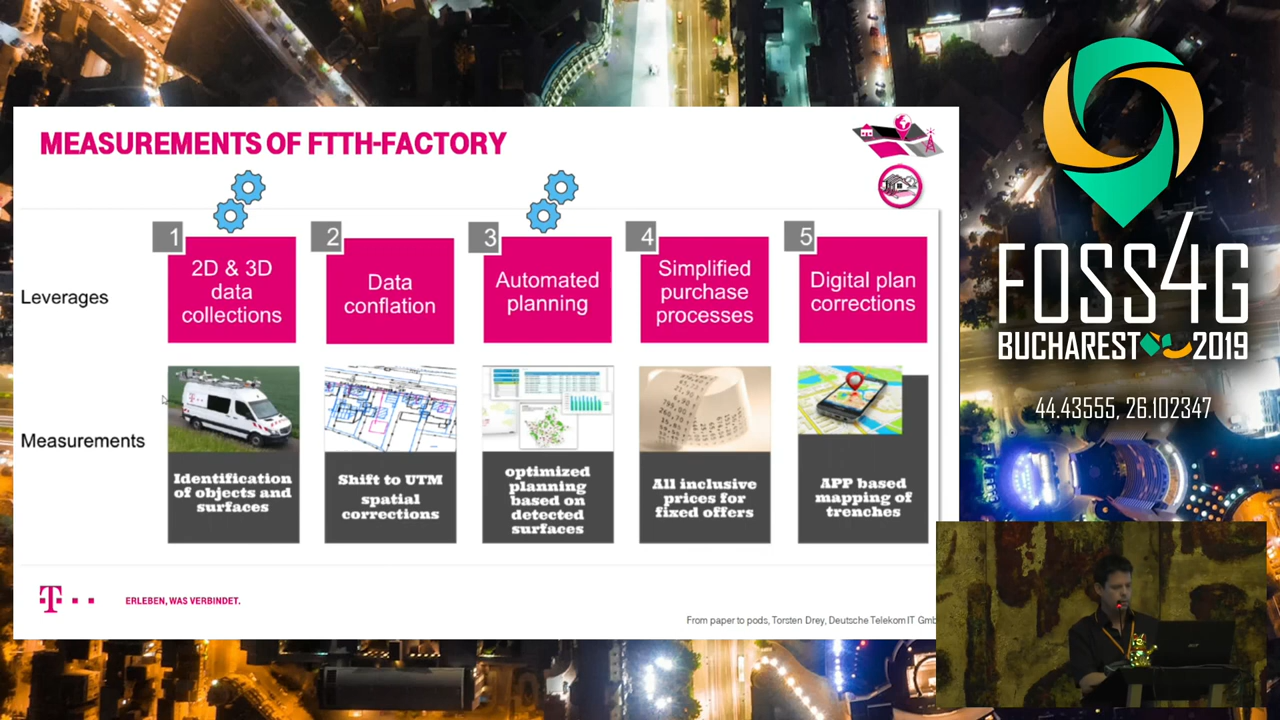 MEASUREMENTS OF FTTH-FACTORY
Leverages
1
2D & 3D
data
collections
2
Data
conflation
3
Automated
planning
4
Simplified
purchase
processes
5
Digital plan
corrections
Measurements
Identification
of objects and
surfaces
Shift to UTM
spatial
corrections
optimized
planning
based on
detected
surfaces
All inclusive
prices for
fixed offers
APP based
mapping of
trenches
T
ERLEBEN, WAS VERBINDET.
From paper to pods, Torsten Drey, Deutsche Telekom IT Gmb
FOSS4G
BUCHAREST 2019
44.43555, 26.102347